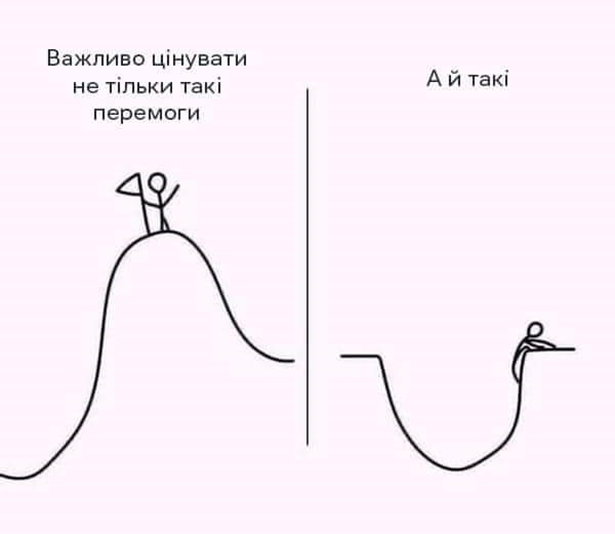 Важливо цінувати
не тільки такі
перемоги
А й такі